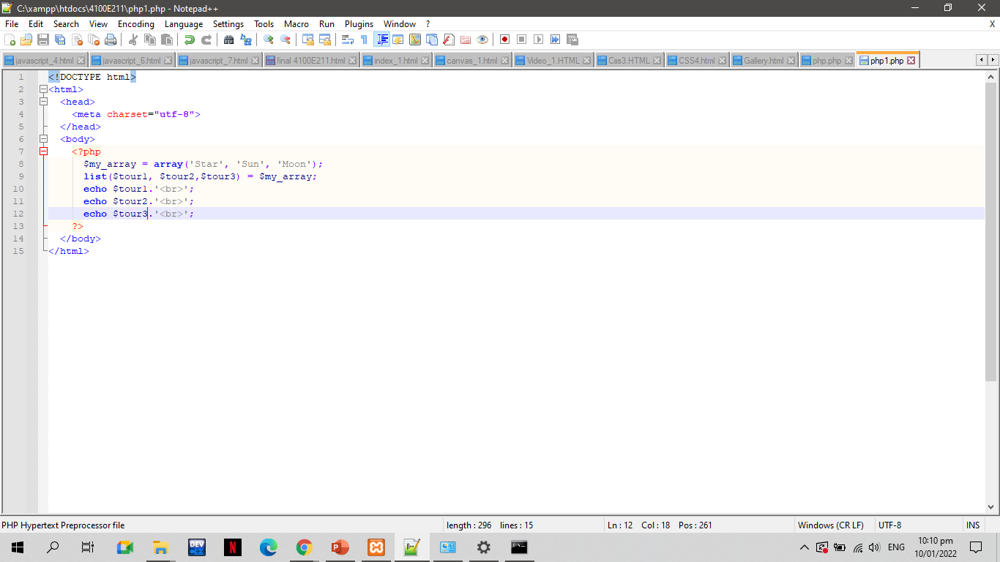 C:\xampp\htdocs\4100E211\php1.php - Notepad++
File Edit Search View Encoding Language Settings Tools Macro Run Plugins Window ? X
javascript_4.html javascript_6.html javascript_7.html final 4100E211.html index_1.html canvas_1.html Video_1.HTML Css3.HTML CSS4.html Gallery.html php.php php1.php
1 <!DOCTYPE html>
2 <html>
3 <head>
4 <meta charset="utf-8">
5 </head>
6 <body>
7 <?php
8 $my_array = array('Star', 'Sun', 'Moon');
9 list($tour1, $tour2,$tour3) = $my_array;
10 echo $tour1.'<br>';
11 echo $tour2.'<br>';
12 echo $tour3.'<br>';
13 ?>
14 </body>
15 </html>
PHP Hypertext Preprocessor file length : 296 lines : 15 Ln : 12 Col : 18 Pos : 261 Windows (CR LF) UTF-8 INS
DEV
N
P
ENG
10:10 pm
10/01/2022